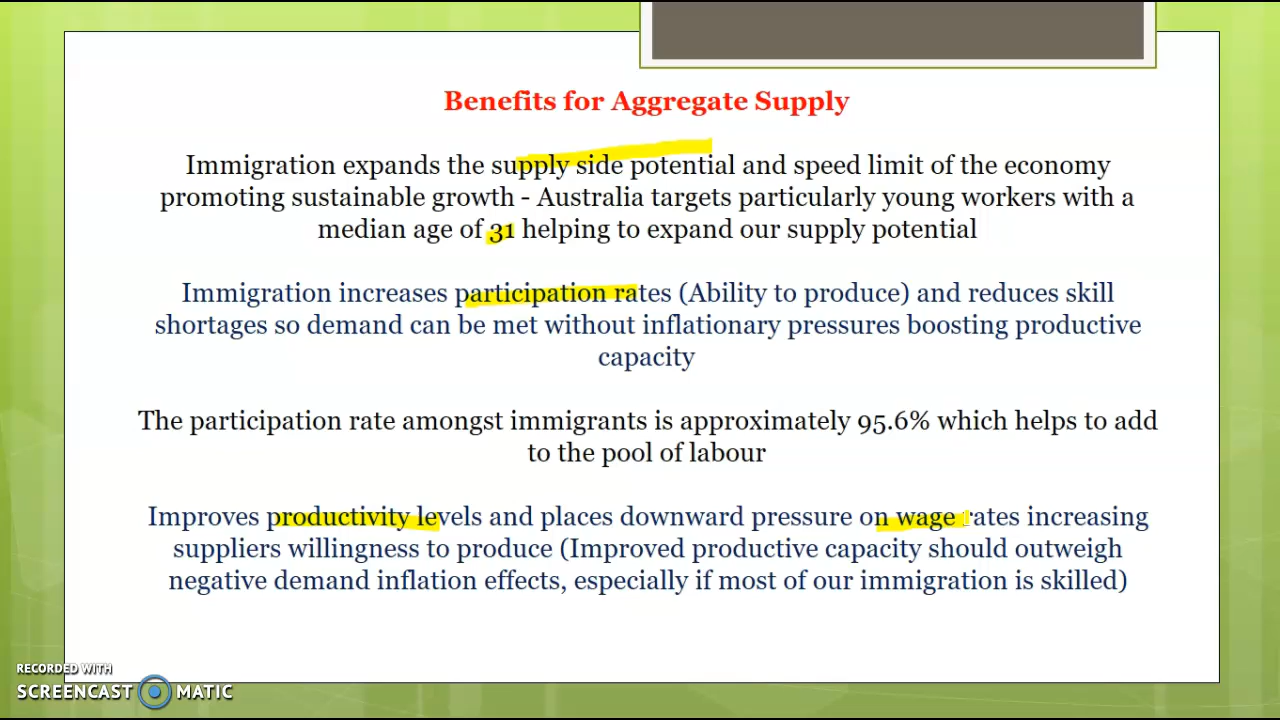 Benefits for Aggregate Supply
Immigration expands the supply side potential and speed limit of the economy
promoting sustainable growth - Australia targets particularly young workers with a
median age of 31 helping to expand our supply potential
Immigration increases participation rates (Ability to produce) and reduces skill
shortages so demand can be met without inflationary pressures boosting productive
capacity
The participation rate amongst immigrants is approximately 95.6% which helps to add
to the pool of labour
Improves productivity levels and places downward pressure on wage rates increasing
suppliers willingness to produce (Improved productive capacity should outweigh
negative demand inflation effects, especially if most of our immigration is skilled)
RECORDED WITH
SCREENCAST MATIC